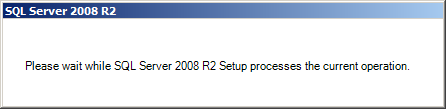 SQL Server 2008 R2
Please wait while SQL Server 2008 R2 Setup processes the current operation.